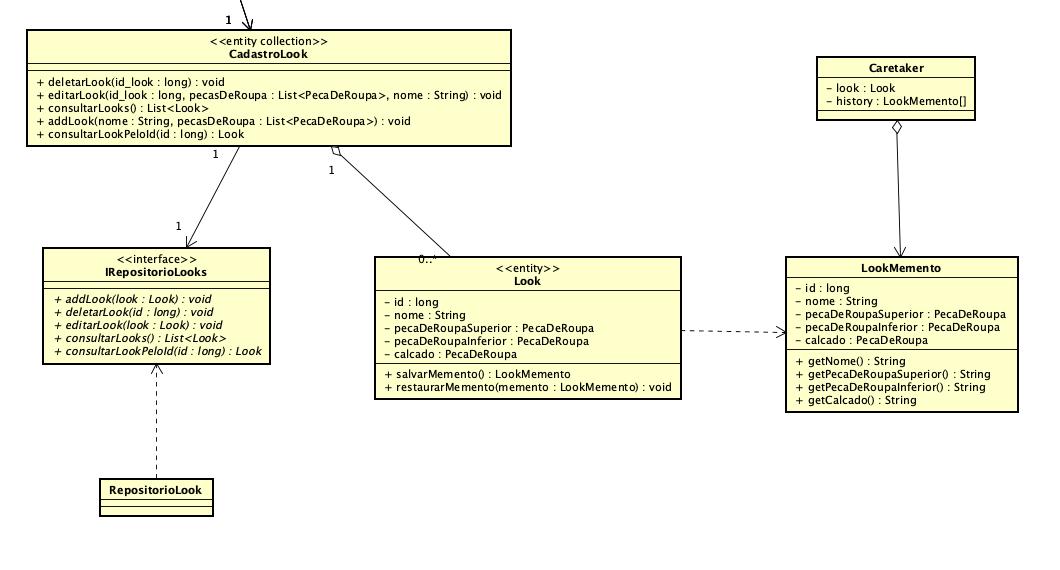 1
<<entity collection>>
CadastroLook
+ deletarLook(id_look : long) : void
+ editarLook(id_look : long, pecasDeRoupa : List<PecaDeRoupa>, nome : String) : void
+ consultarLooks() : List<Look>
+ addLook(nome : String, pecasDeRoupa : List<PecaDeRoupa>) : void
+ consultarLookPeloId(id : long) : Look
Caretaker
- look : Look
- history : LookMemento[]
1
1
1
0..*
<<interface>>
IRepositorioLooks
+ addLook(look : Look) : void
+ deletarLook(id : long) : void
+ editarLook(look : Look) : void
+ consultarLooks() : List<Look>
+ consultarLookPeloId(id : long) : Look
<<entity>>
Look
- id : long
- nome : String
- pecaDeRoupaSuperior : PecaDeRoupa
- pecaDeRoupaInferior : PecaDeRoupa
- calcado : PecaDeRoupa
+ salvarMemento() : LookMemento
+ restaurarMemento(memento : LookMemento) : void
LookMemento
- id : long
- nome : String
- pecaDeRoupaSuperior : PecaDeRoupa
- pecaDeRoupaInferior : PecaDeRoupa
- calcado : PecaDeRoupa
+ getNome() : String
+ getPecaDeRoupaSuperior() : String
+ getPecaDeRoupaInferior() : String
+ getCalcado() : String
RepositorioLook